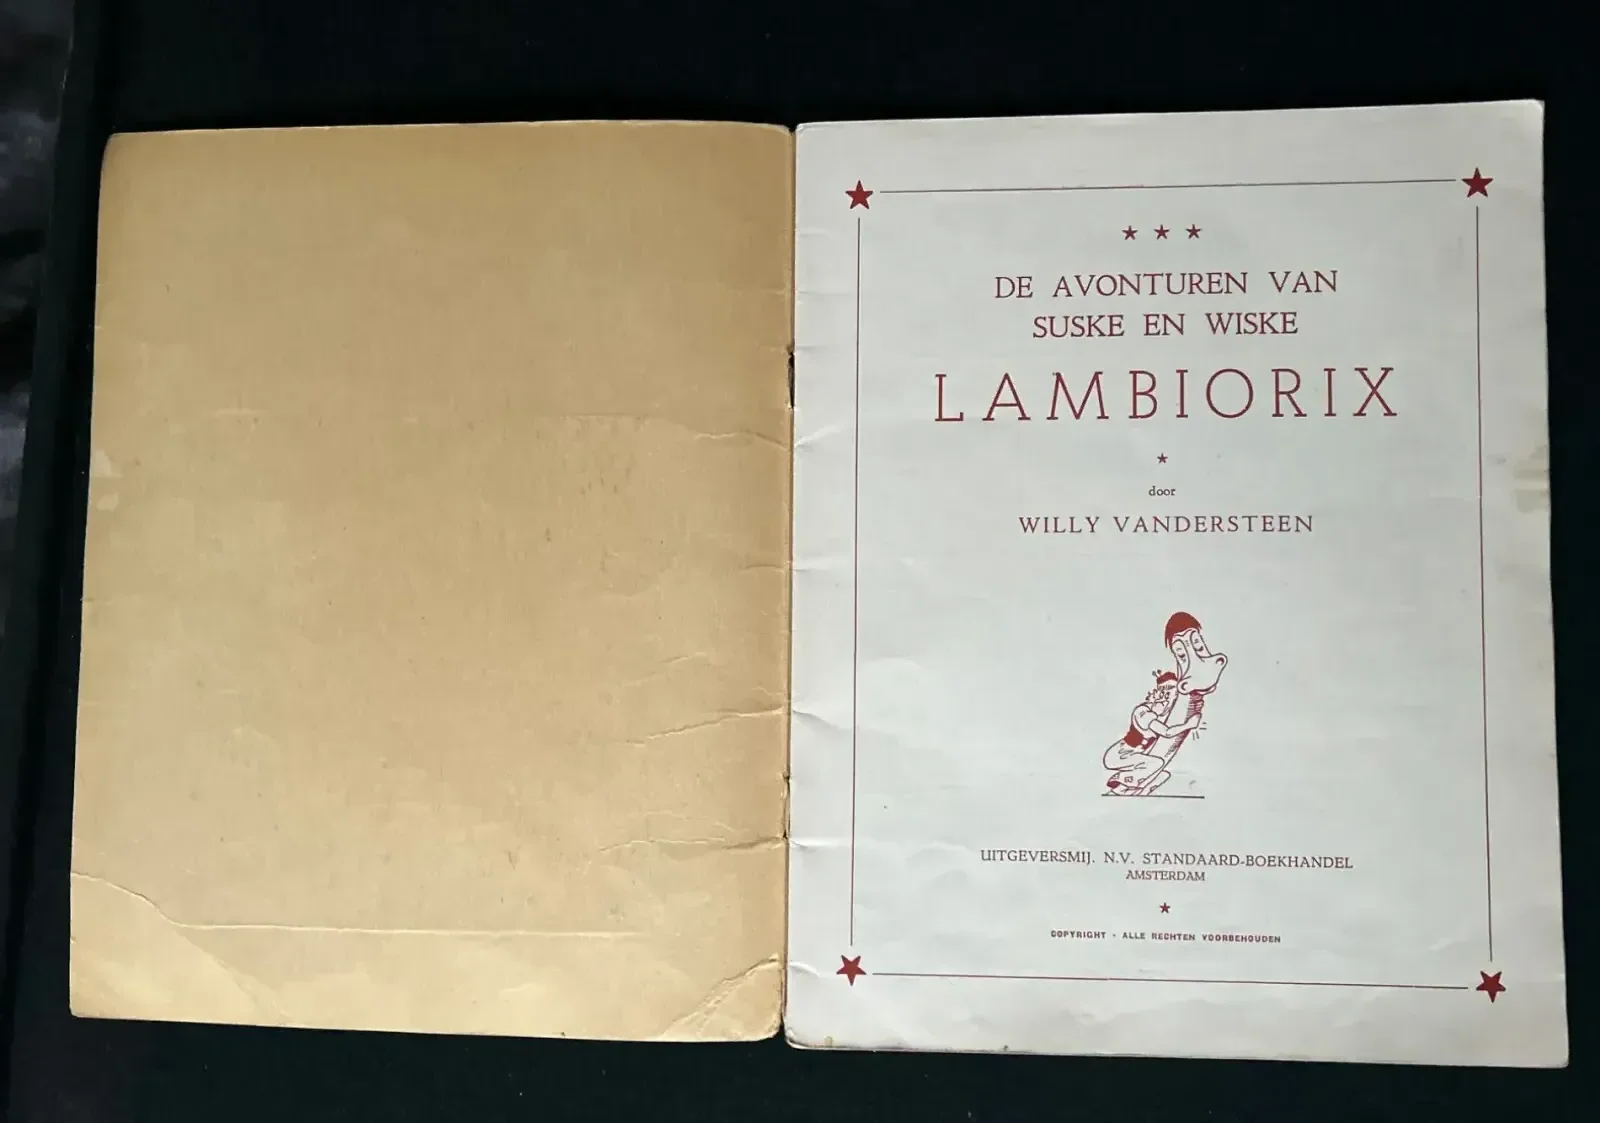 DE AVONTUREN VAN
SUSKE EN WISKE
LAMBIORIX
door
WILLY VANDERSTEEN
UITGEVERSMIJ. N.V. STANDAARD-BOEKHANDEL
AMSTERDAM
COPYRIGHT - ALLE RECHTEN VOORBEHOUDEN